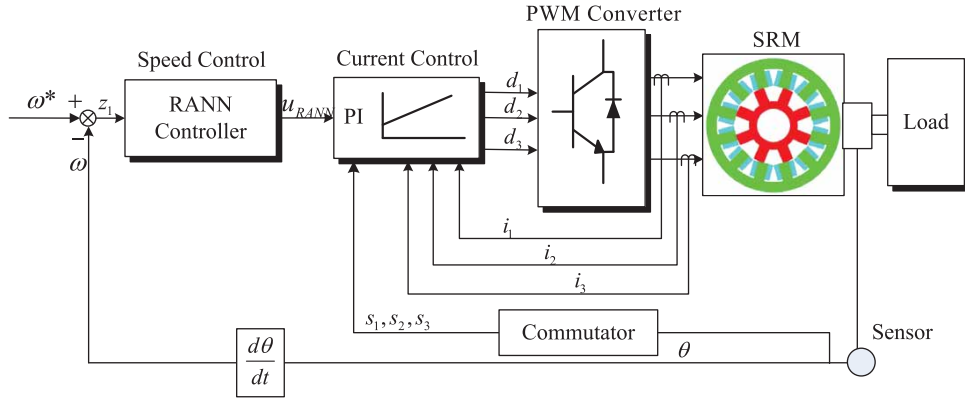 PWM Converter
SRM
Speed Control
Current Control
ω* +
z₁
RANN
Controller
u_RANN
PI
d₁
d₂
d₃
Load
−
ω
i₁
i₂
i₃
s₁, s₂, s₃
Commutator
Sensor
θ
dθ
dt